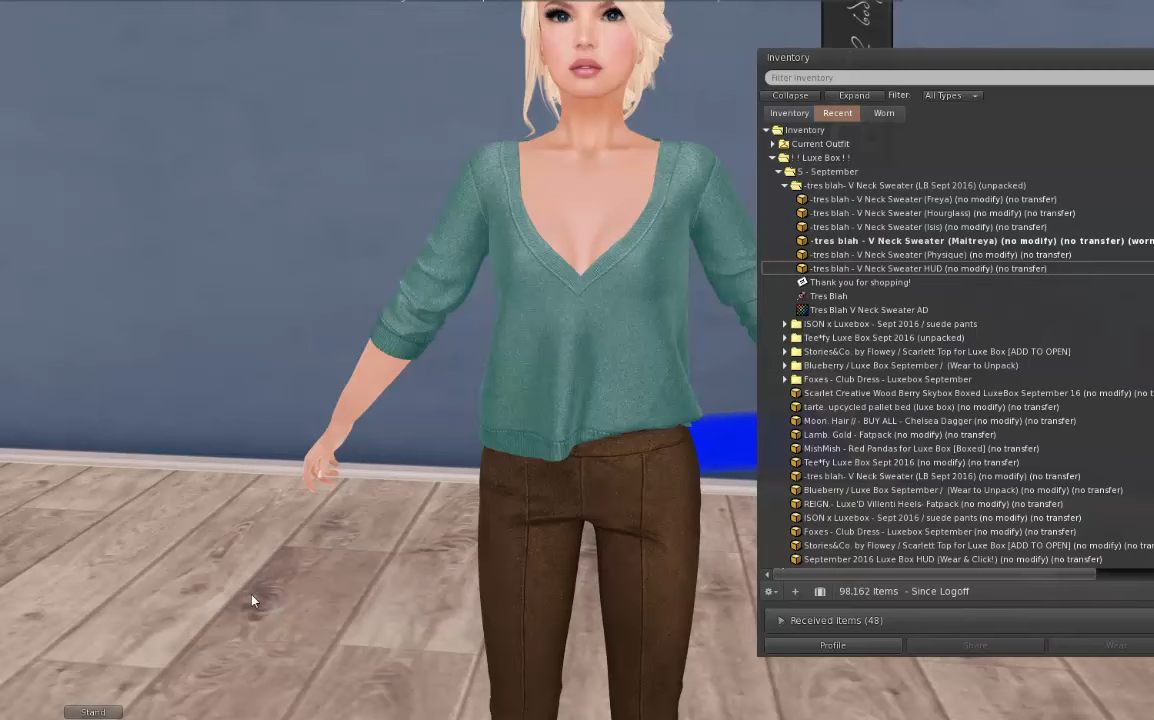 Inventory
Filter Inventory
Collapse Expand Filter: All Types
Inventory Recent Worn
Inventory
Current Outfit
! ! Luxe Box ! !
5 - September
-tres blah- V Neck Sweater (LB Sept 2016) (unpacked)
-tres blah - V Neck Sweater (Freya) (no modify) (no transfer)
-tres blah - V Neck Sweater (Hourglass) (no modify) (no transfer)
-tres blah - V Neck Sweater (Isis) (no modify) (no transfer)
-tres blah - V Neck Sweater (Maitreya) (no modify) (no transfer) (worn
-tres blah - V Neck Sweater (Physique) (no modify) (no transfer)
-tres blah - V Neck Sweater HUD (no modify) (no transfer)
Thank you for shopping!
Tres Blah
Tres Blah V Neck Sweater AD
ISON x Luxebox - Sept 2016 / suede pants
Tee*fy Luxe Box Sept 2016 (unpacked)
Stories&Co. by Flowey / Scarlett Top for Luxe Box [ADD TO OPEN]
Blueberry / Luxe Box September / (Wear to Unpack)
Foxes - Club Dress - Luxebox September
Scarlet Creative Wood Berry Skybox Boxed LuxeBox September 16 (no modify) (no t
tarte. upcycled pallet bed (luxe box) (no modify) (no transfer)
Moon. Hair // - BUY ALL - Chelsea Dagger (no modify) (no transfer)
Lamb. Gold - Fatpack (no modify) (no transfer)
MishMish - Red Pandas for Luxe Box [Boxed] (no transfer)
Tee*fy Luxe Box Sept 2016 (no modify) (no transfer)
-tres blah- V Neck Sweater (LB Sept 2016) (no modify) (no transfer)
Blueberry / Luxe Box September / (Wear to Unpack) (no modify) (no transfer)
REIGN.- Luxe'D Villenti Heels- Fatpack (no modify) (no transfer)
ISON x Luxebox - Sept 2016 / suede pants (no modify) (no transfer)
Foxes - Club Dress - Luxebox September (no modify) (no transfer)
Stories&Co. by Flowey / Scarlett Top for Luxe Box [ADD TO OPEN] (no modify) (no tra
September 2016 Luxe Box HUD (Wear & Click!) (no modify) (no transfer)
98,162 Items - Since Logoff
Received Items (48)
Profile Share Wear
Stand